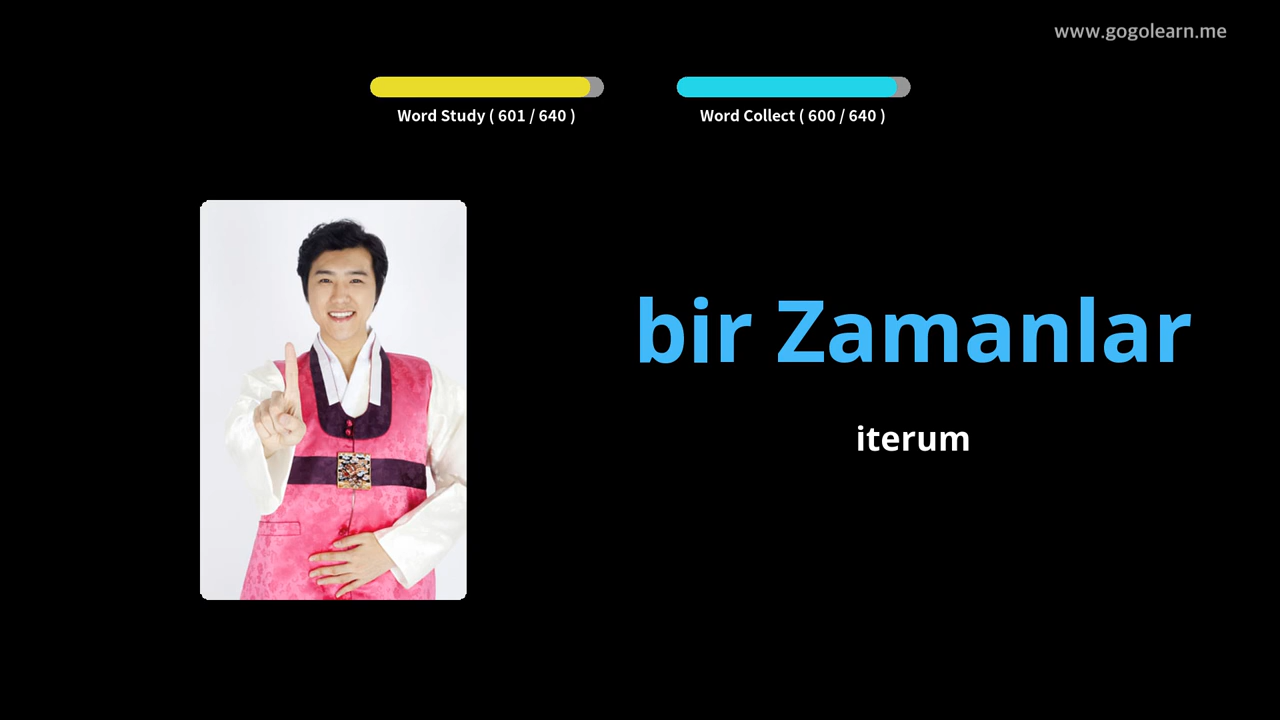 www.gogolearn.me
Word Study ( 601 / 640 )
Word Collect ( 600 / 640 )
bir Zamanlar
iterum